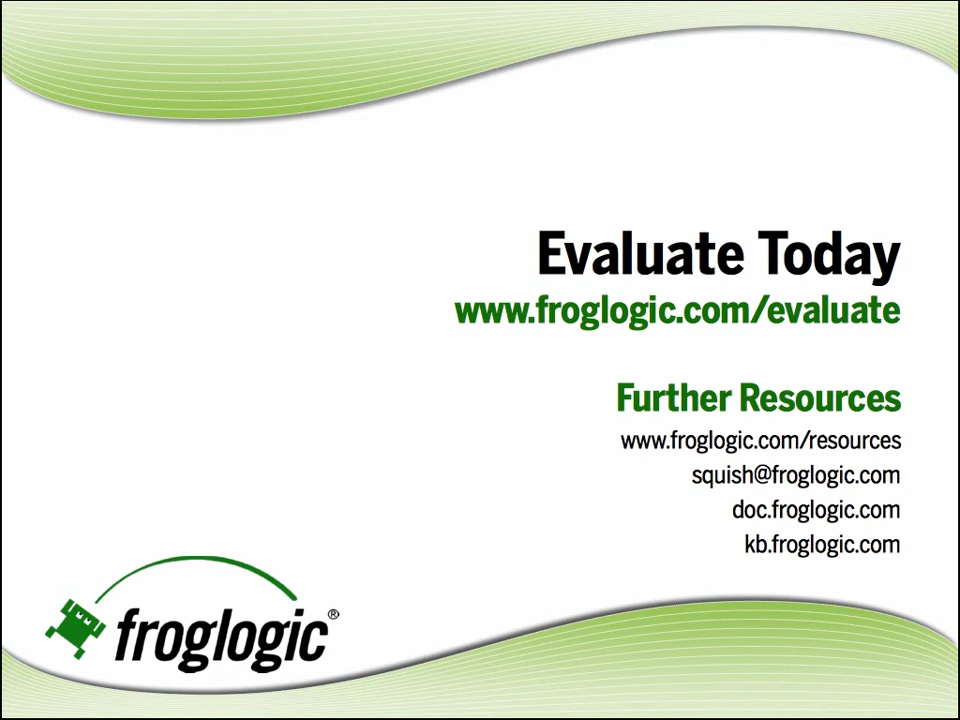 Evaluate Today
www.froglogic.com/evaluate
Further Resources
www.froglogic.com/resources
squish@froglogic.com
doc.froglogic.com
kb.froglogic.com
froglogic®